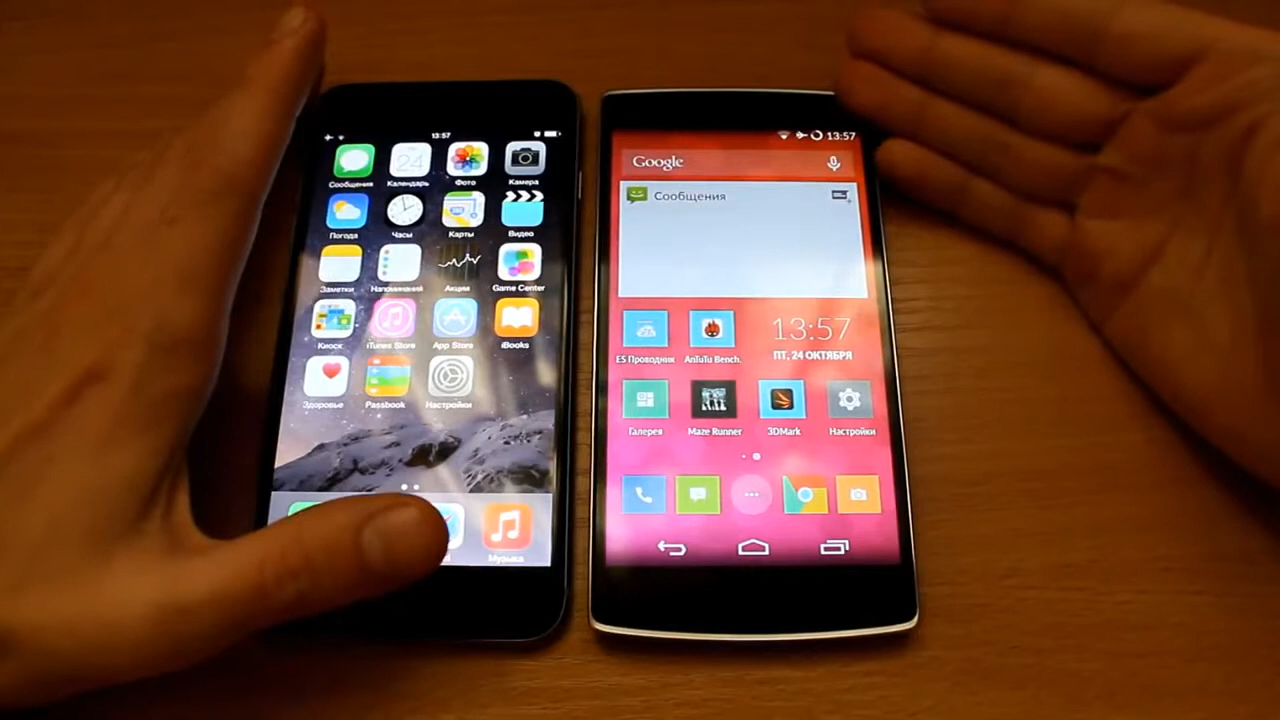 13:57
24
Сообщения Календарь Фото Камера
Погода Часы Карты Видео
Заметки Напоминания Акции Game Center
Киоск iTunes Store App Store iBooks
Здоровье Passbook Настройки
Музыка
13:57
Google
Сообщения
13:57
ПТ, 24 ОКТЯБРЯ
ES Проводник AnTuTu Bench.
Галерея Maze Runner 3DMark Настройки